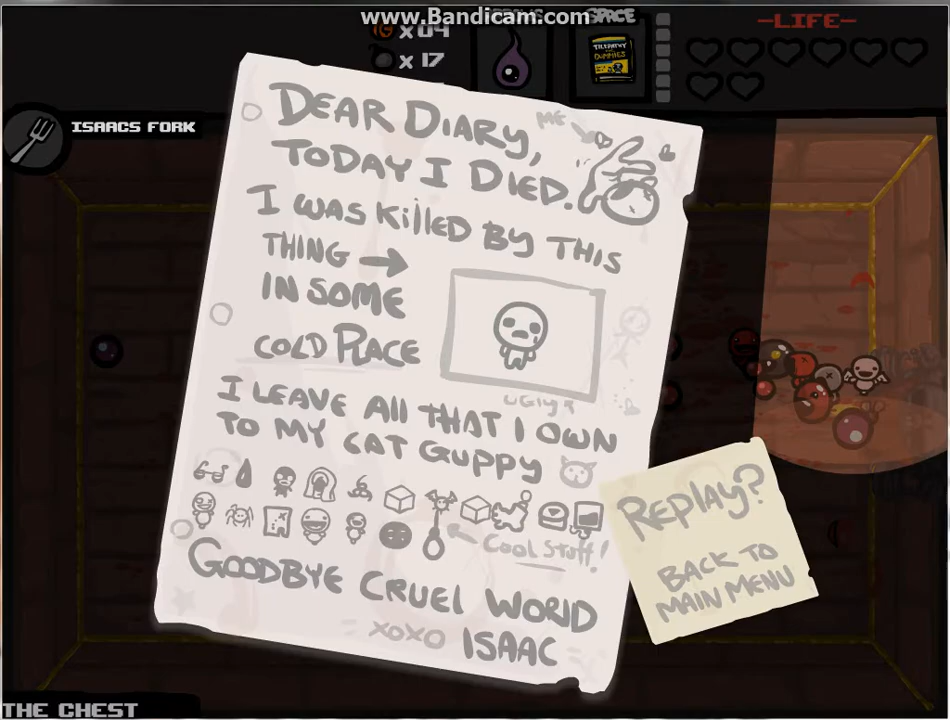 www.Bandicam.com
SPACE
-LIFE-
x 09
x 17
TELEPATHY
FOR
DUMMIES
ISAACS FORK
DEAR DIARY,
ME
TODAY I DIED.
I WAS KILLED BY THIS
THING →
IN SOME
COLD PLACE
UGLY
I LEAVE ALL THAT I OWN
TO MY CAT GUPPY
COOL STUFF!
GOODBYE CRUEL WORLD
XOXO ISAAC
REPLAY?
BACK TO
MAIN MENU
THE CHEST